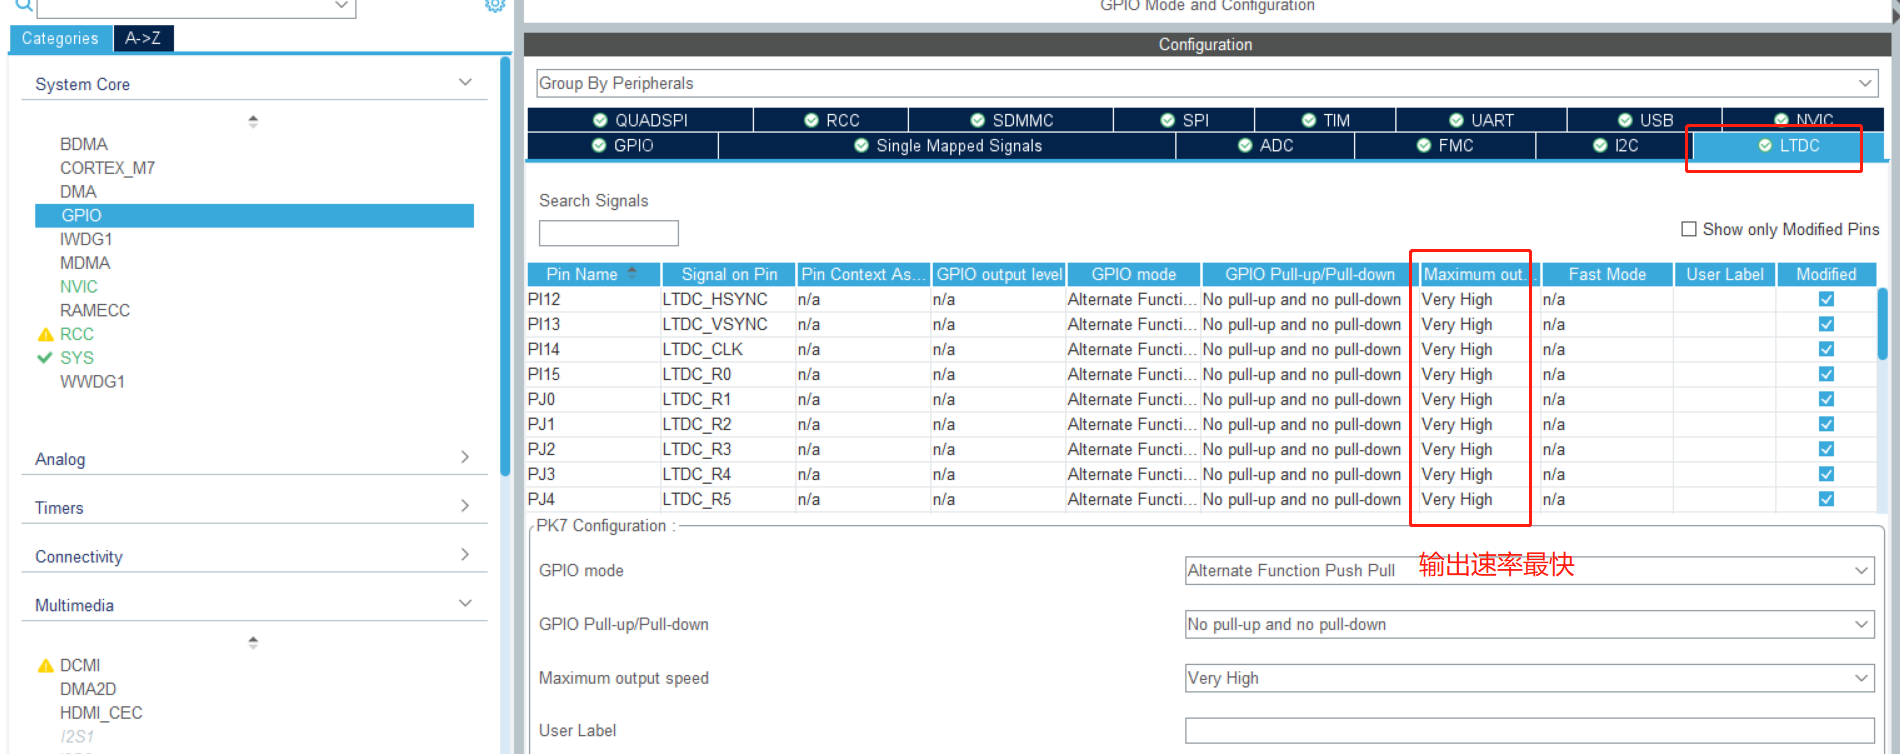 GPIO Mode and Configuration
Categories A->Z
System Core
BDMA
CORTEX_M7
DMA
GPIO
IWDG1
MDMA
NVIC
RAMECC
RCC
SYS
WWDG1
Analog
Timers
Connectivity
Multimedia
DCMI
DMA2D
HDMI_CEC
I2S1
Configuration
Group By Peripherals
QUADSPI RCC SDMMC SPI TIM UART USB NVIC
GPIO Single Mapped Signals ADC FMC I2C LTDC
Search Signals
Show only Modified Pins
Pin Name Signal on Pin Pin Context As... GPIO output level GPIO mode GPIO Pull-up/Pull-down Maximum out... Fast Mode User Label Modified
PI12 LTDC_HSYNC n/a n/a Alternate Functi... No pull-up and no pull-down Very High n/a
PI13 LTDC_VSYNC n/a n/a Alternate Functi... No pull-up and no pull-down Very High n/a
PI14 LTDC_CLK n/a n/a Alternate Functi... No pull-up and no pull-down Very High n/a
PI15 LTDC_R0 n/a n/a Alternate Functi... No pull-up and no pull-down Very High n/a
PJ0 LTDC_R1 n/a n/a Alternate Functi... No pull-up and no pull-down Very High n/a
PJ1 LTDC_R2 n/a n/a Alternate Functi... No pull-up and no pull-down Very High n/a
PJ2 LTDC_R3 n/a n/a Alternate Functi... No pull-up and no pull-down Very High n/a
PJ3 LTDC_R4 n/a n/a Alternate Functi... No pull-up and no pull-down Very High n/a
PJ4 LTDC_R5 n/a n/a Alternate Functi... No pull-up and no pull-down Very High n/a
PK7 Configuration :
GPIO mode Alternate Function Push Pull 输出速率最快
GPIO Pull-up/Pull-down No pull-up and no pull-down
Maximum output speed Very High
User Label